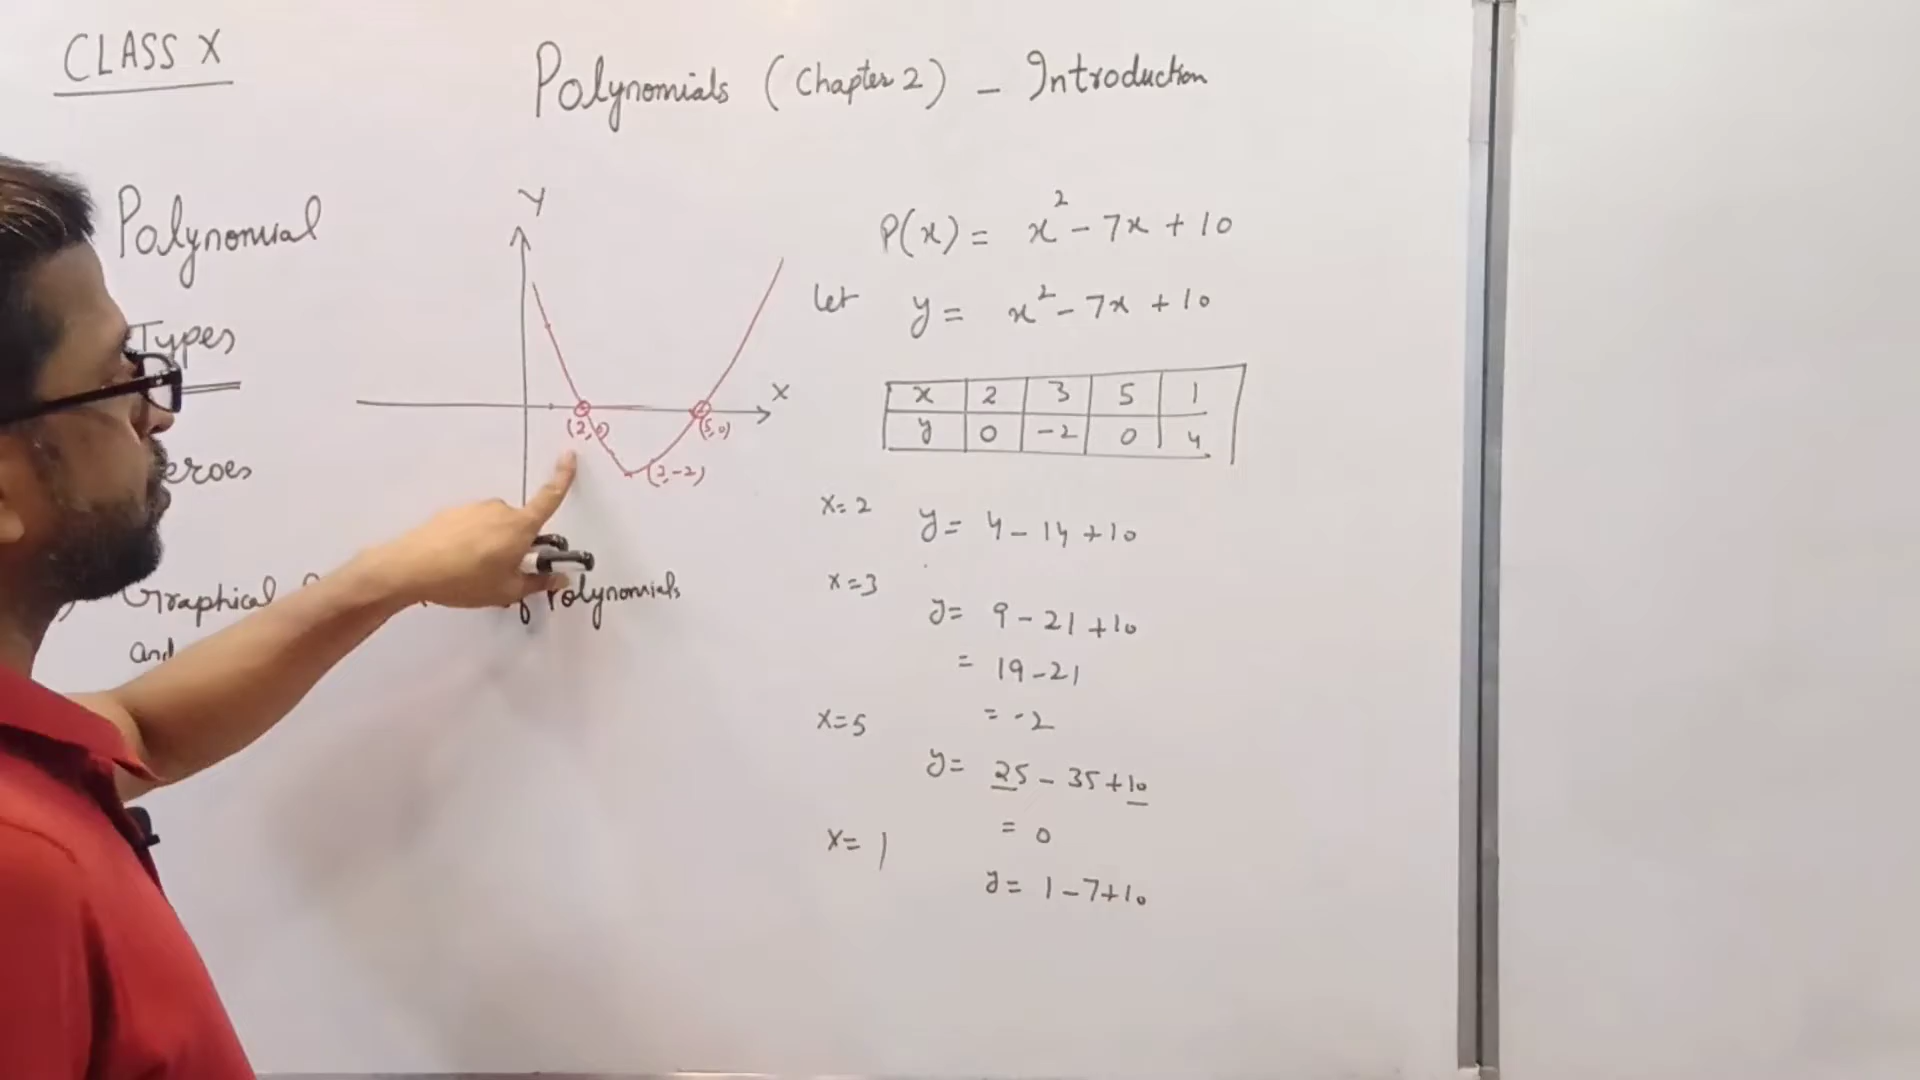 CLASS X
Polynomials (Chapter 2) – Introduction
Polynomial
Types
eroes
Graphical
of Polynomials
and
Y
X
(2,0)
(5,0)
(3,-2)
P(x) = x² - 7x + 10
let y = x² - 7x + 10
x 2 3 5 1
y 0 -2 0 4
x = 2 y = 4 - 14 + 10
x = 3
y = 9 - 21 + 10
= 19 - 21
= -2
x = 5
y = 25 - 35 + 10
= 0
x = 1
y = 1 - 7 + 10